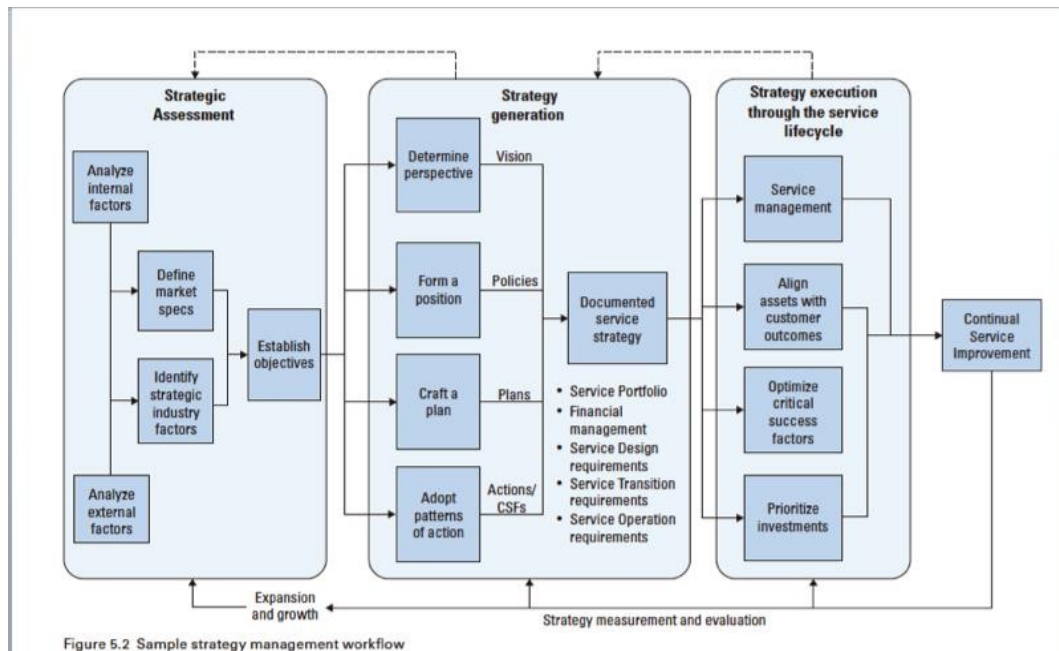 Strategic
Assessment
Analyze
internal
factors
Define
market
specs
Identify
strategic
industry
factors
Analyze
external
factors
Establish
objectives
Strategy
generation
Determine
perspective
Vision
Form a
position
Policies
Craft a
plan
Plans
Adopt
patterns
of action
Actions/
CSFs
Documented
service
strategy
• Service Portfolio
• Financial
management
• Service Design
requirements
• Service Transition
requirements
• Service Operation
requirements
Strategy execution
through the service
lifecycle
Service
management
Align
assets with
customer
outcomes
Optimize
critical
success
factors
Prioritize
investments
Continual
Service
Improvement
Expansion
and growth
Strategy measurement and evaluation
Figure 5.2 Sample strategy management workflow